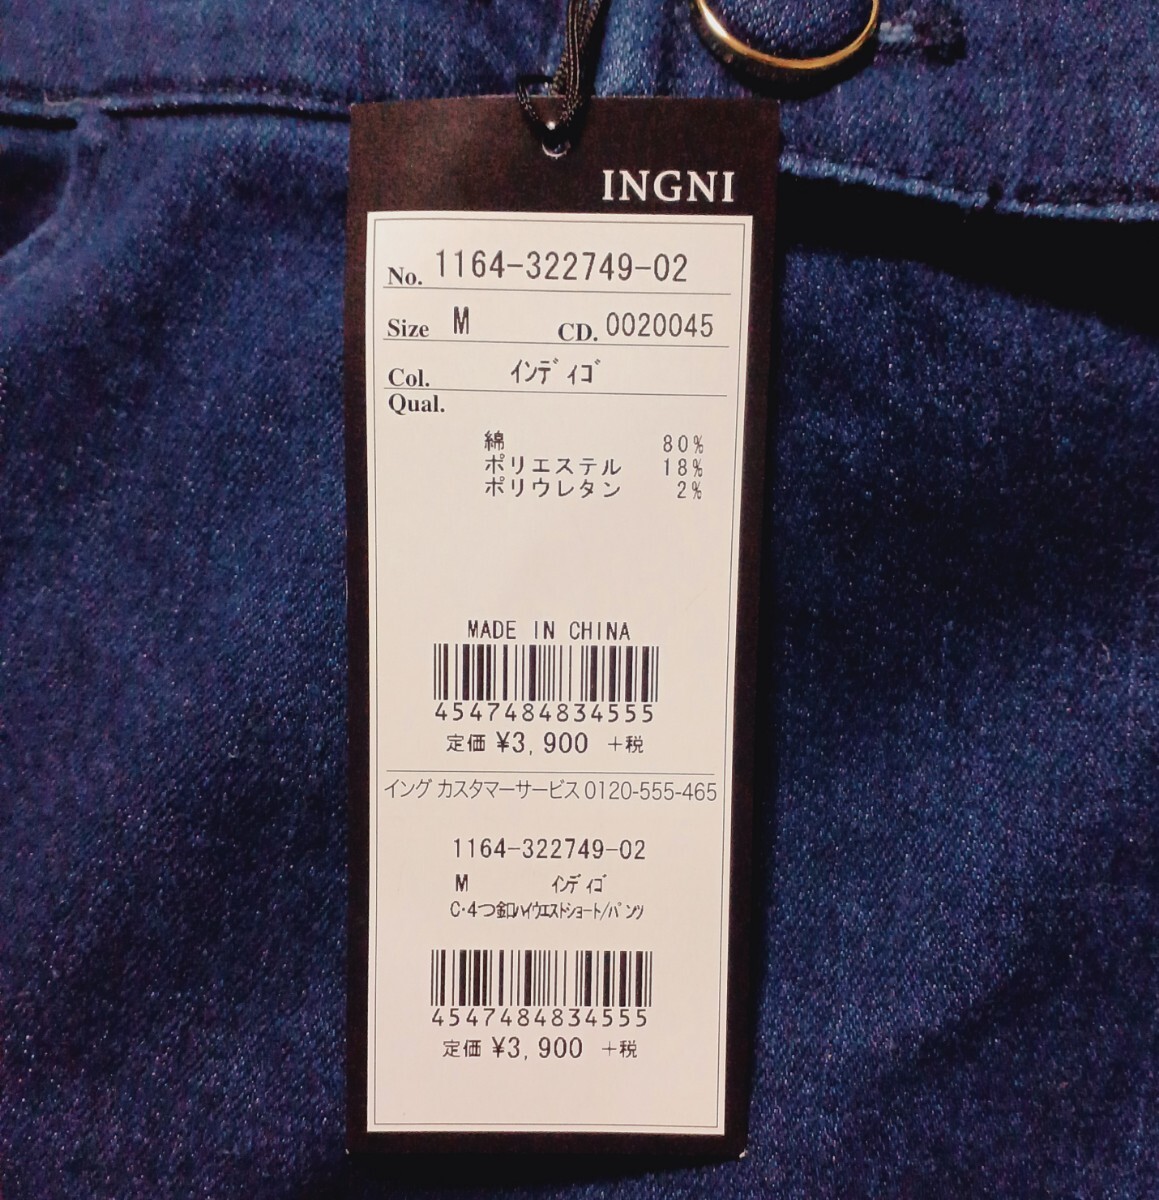 INGNI
No. 1164-322749-02
Size M CD. 0020045
Col. インディゴ
Qual.
綿 80%
ポリエステル 18%
ポリウレタン 2%
MADE IN CHINA
4547484834555
定価 ¥3,900 +税
イング カスタマーサービス 0120-555-465
1164-322749-02
M インディゴ
C・4つ釦ハイウエストショート/パンツ
4547484834555
定価 ¥3,900 +税